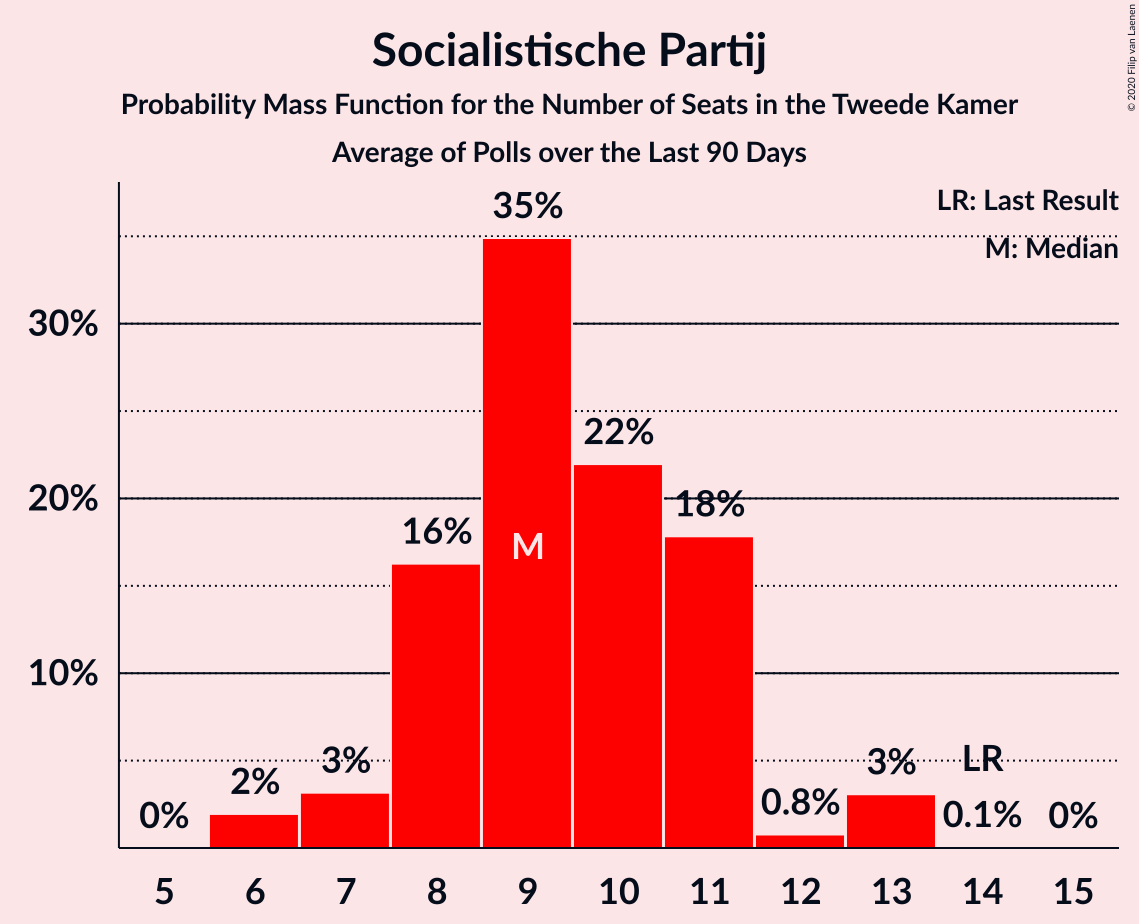 Socialistische Partij
Probability Mass Function for the Number of Seats in the Tweede Kamer
Average of Polls over the Last 90 Days
© 2020 Filip van Laenen
LR: Last Result
M: Median
35%
30%
22%
20%
18%
16%
M
10%
3%
3%
LR
2%
0.8%
0%
0.1%
0%
5 6 7 8 9 10 11 12 13 14 15